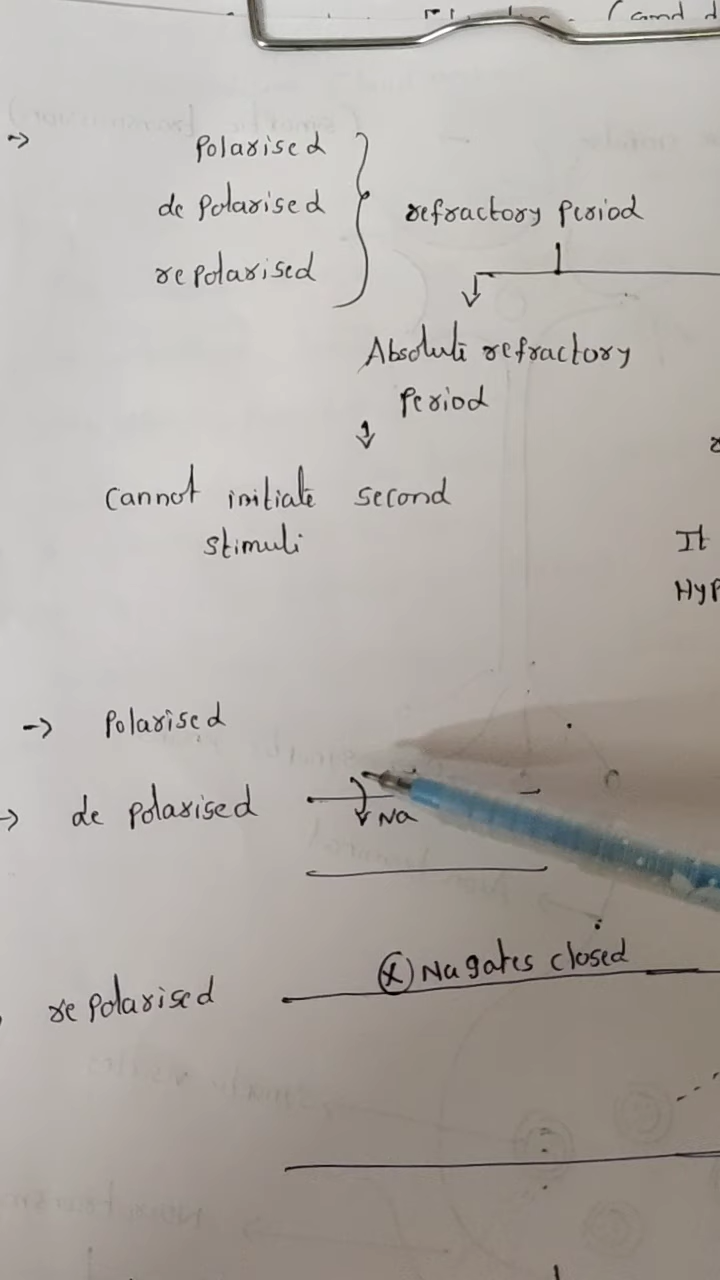 (and d
-> Polarised
de Polarised
repolarised
refractory Period
Absolute refractory
Period
Cannot initiate second
stimuli
It
Hyp
-> Polarised
-> de polarised
Na
repolarised
(x) Na gates closed